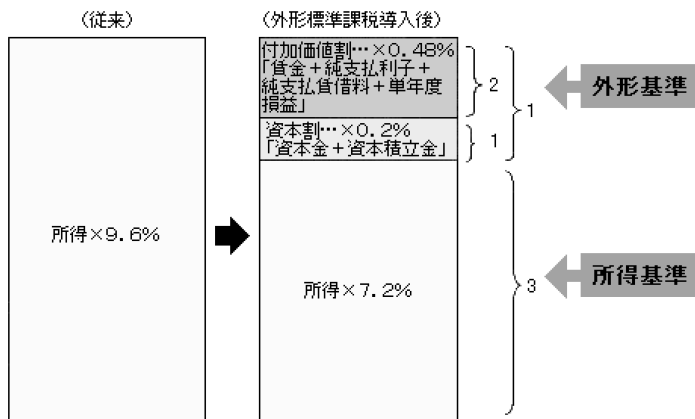 （従来）
（外形標準課税導入後）
所得×9．6%
付加価値割…×0．48%
「賃金＋純支払利子＋
純支払賃借料＋単年度
損益」
2
資本割…×0．2%
「資本金＋資本積立金」
1
1
外形基準
所得×7．2%
3
所得基準